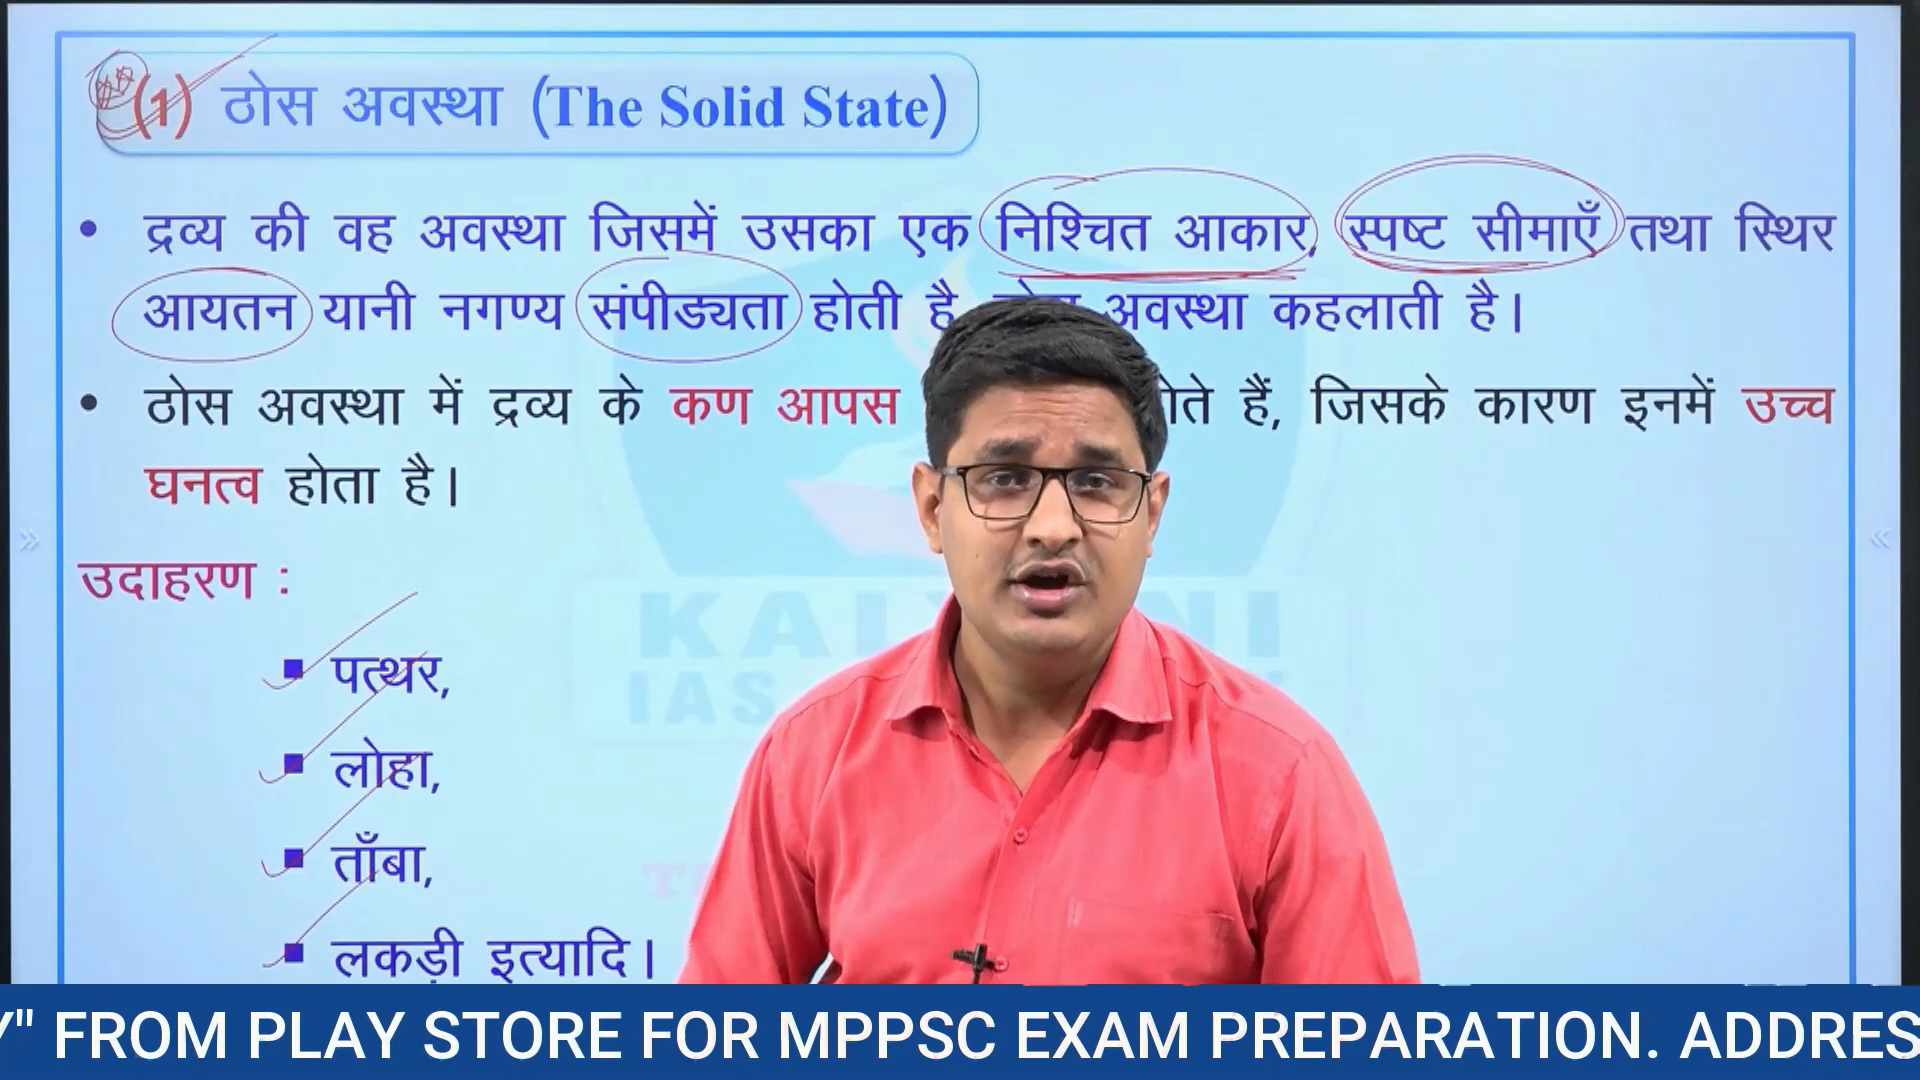 (1) ठोस अवस्था (The Solid State)
• द्रव्य की वह अवस्था जिसमें उसका एक निश्चित आकार, स्पष्ट सीमाएँ तथा स्थिर
आयतन यानी नगण्य संपीड्यता होती है अवस्था कहलाती है।
• ठोस अवस्था में द्रव्य के कण आपस हैं, जिसके कारण इनमें उच्च
घनत्व होता है।
उदाहरण :
▪ पत्थर,
▪ लोहा,
▪ ताँबा,
▪ लकड़ी इत्यादि।
IAS
Y" FROM PLAY STORE FOR MPPSC EXAM PREPARATION. ADDRES